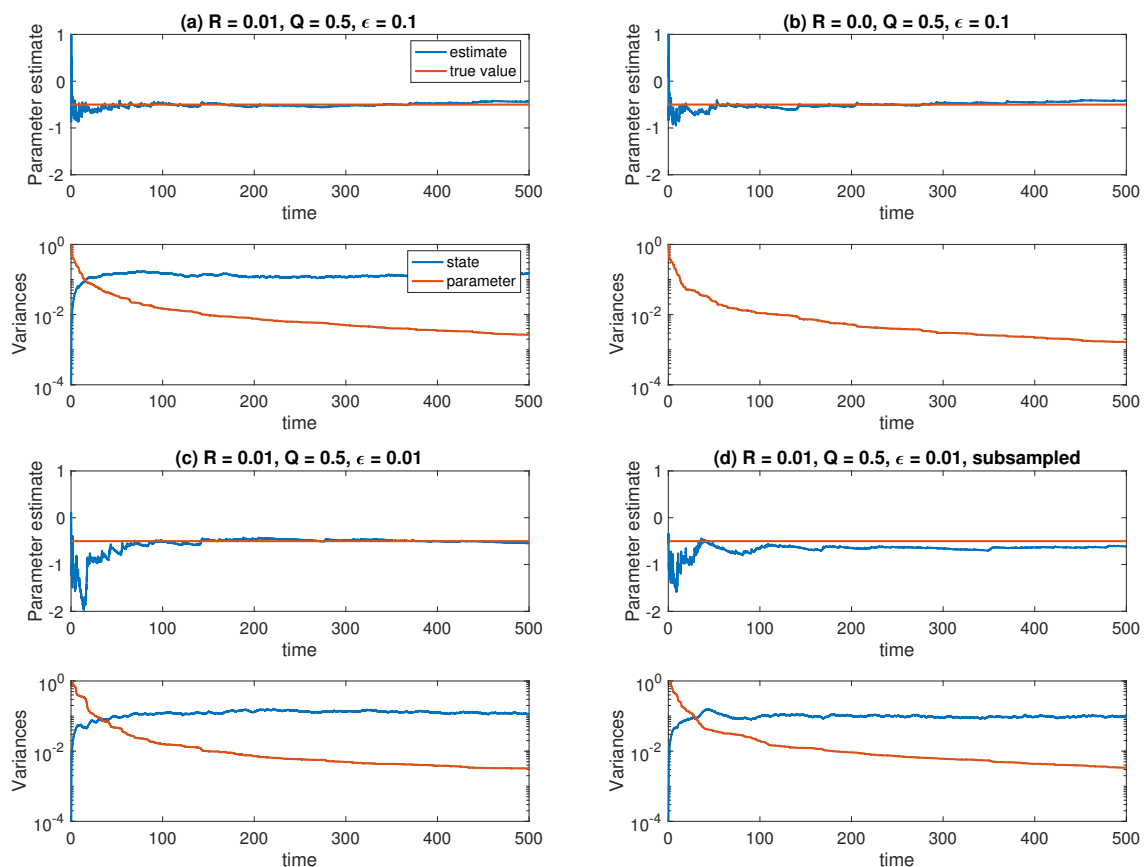 (a) R = 0.01, Q = 0.5, ϵ = 0.1
Parameter estimate
1
0
-1
-2
estimate
true value
0 100 200 300 400 500
time
Variances
10^0
10^-2
10^-4
state
parameter
0 100 200 300 400 500
time
(b) R = 0.0, Q = 0.5, ϵ = 0.1
Parameter estimate
1
0
-1
-2
0 100 200 300 400 500
time
Variances
10^0
10^-2
10^-4
0 100 200 300 400 500
time
(c) R = 0.01, Q = 0.5, ϵ = 0.01
Parameter estimate
1
0
-1
-2
0 100 200 300 400 500
time
Variances
10^0
10^-2
10^-4
0 100 200 300 400 500
time
(d) R = 0.01, Q = 0.5, ϵ = 0.01, subsampled
Parameter estimate
1
0
-1
-2
0 100 200 300 400 500
time
Variances
10^0
10^-2
10^-4
0 100 200 300 400 500
time